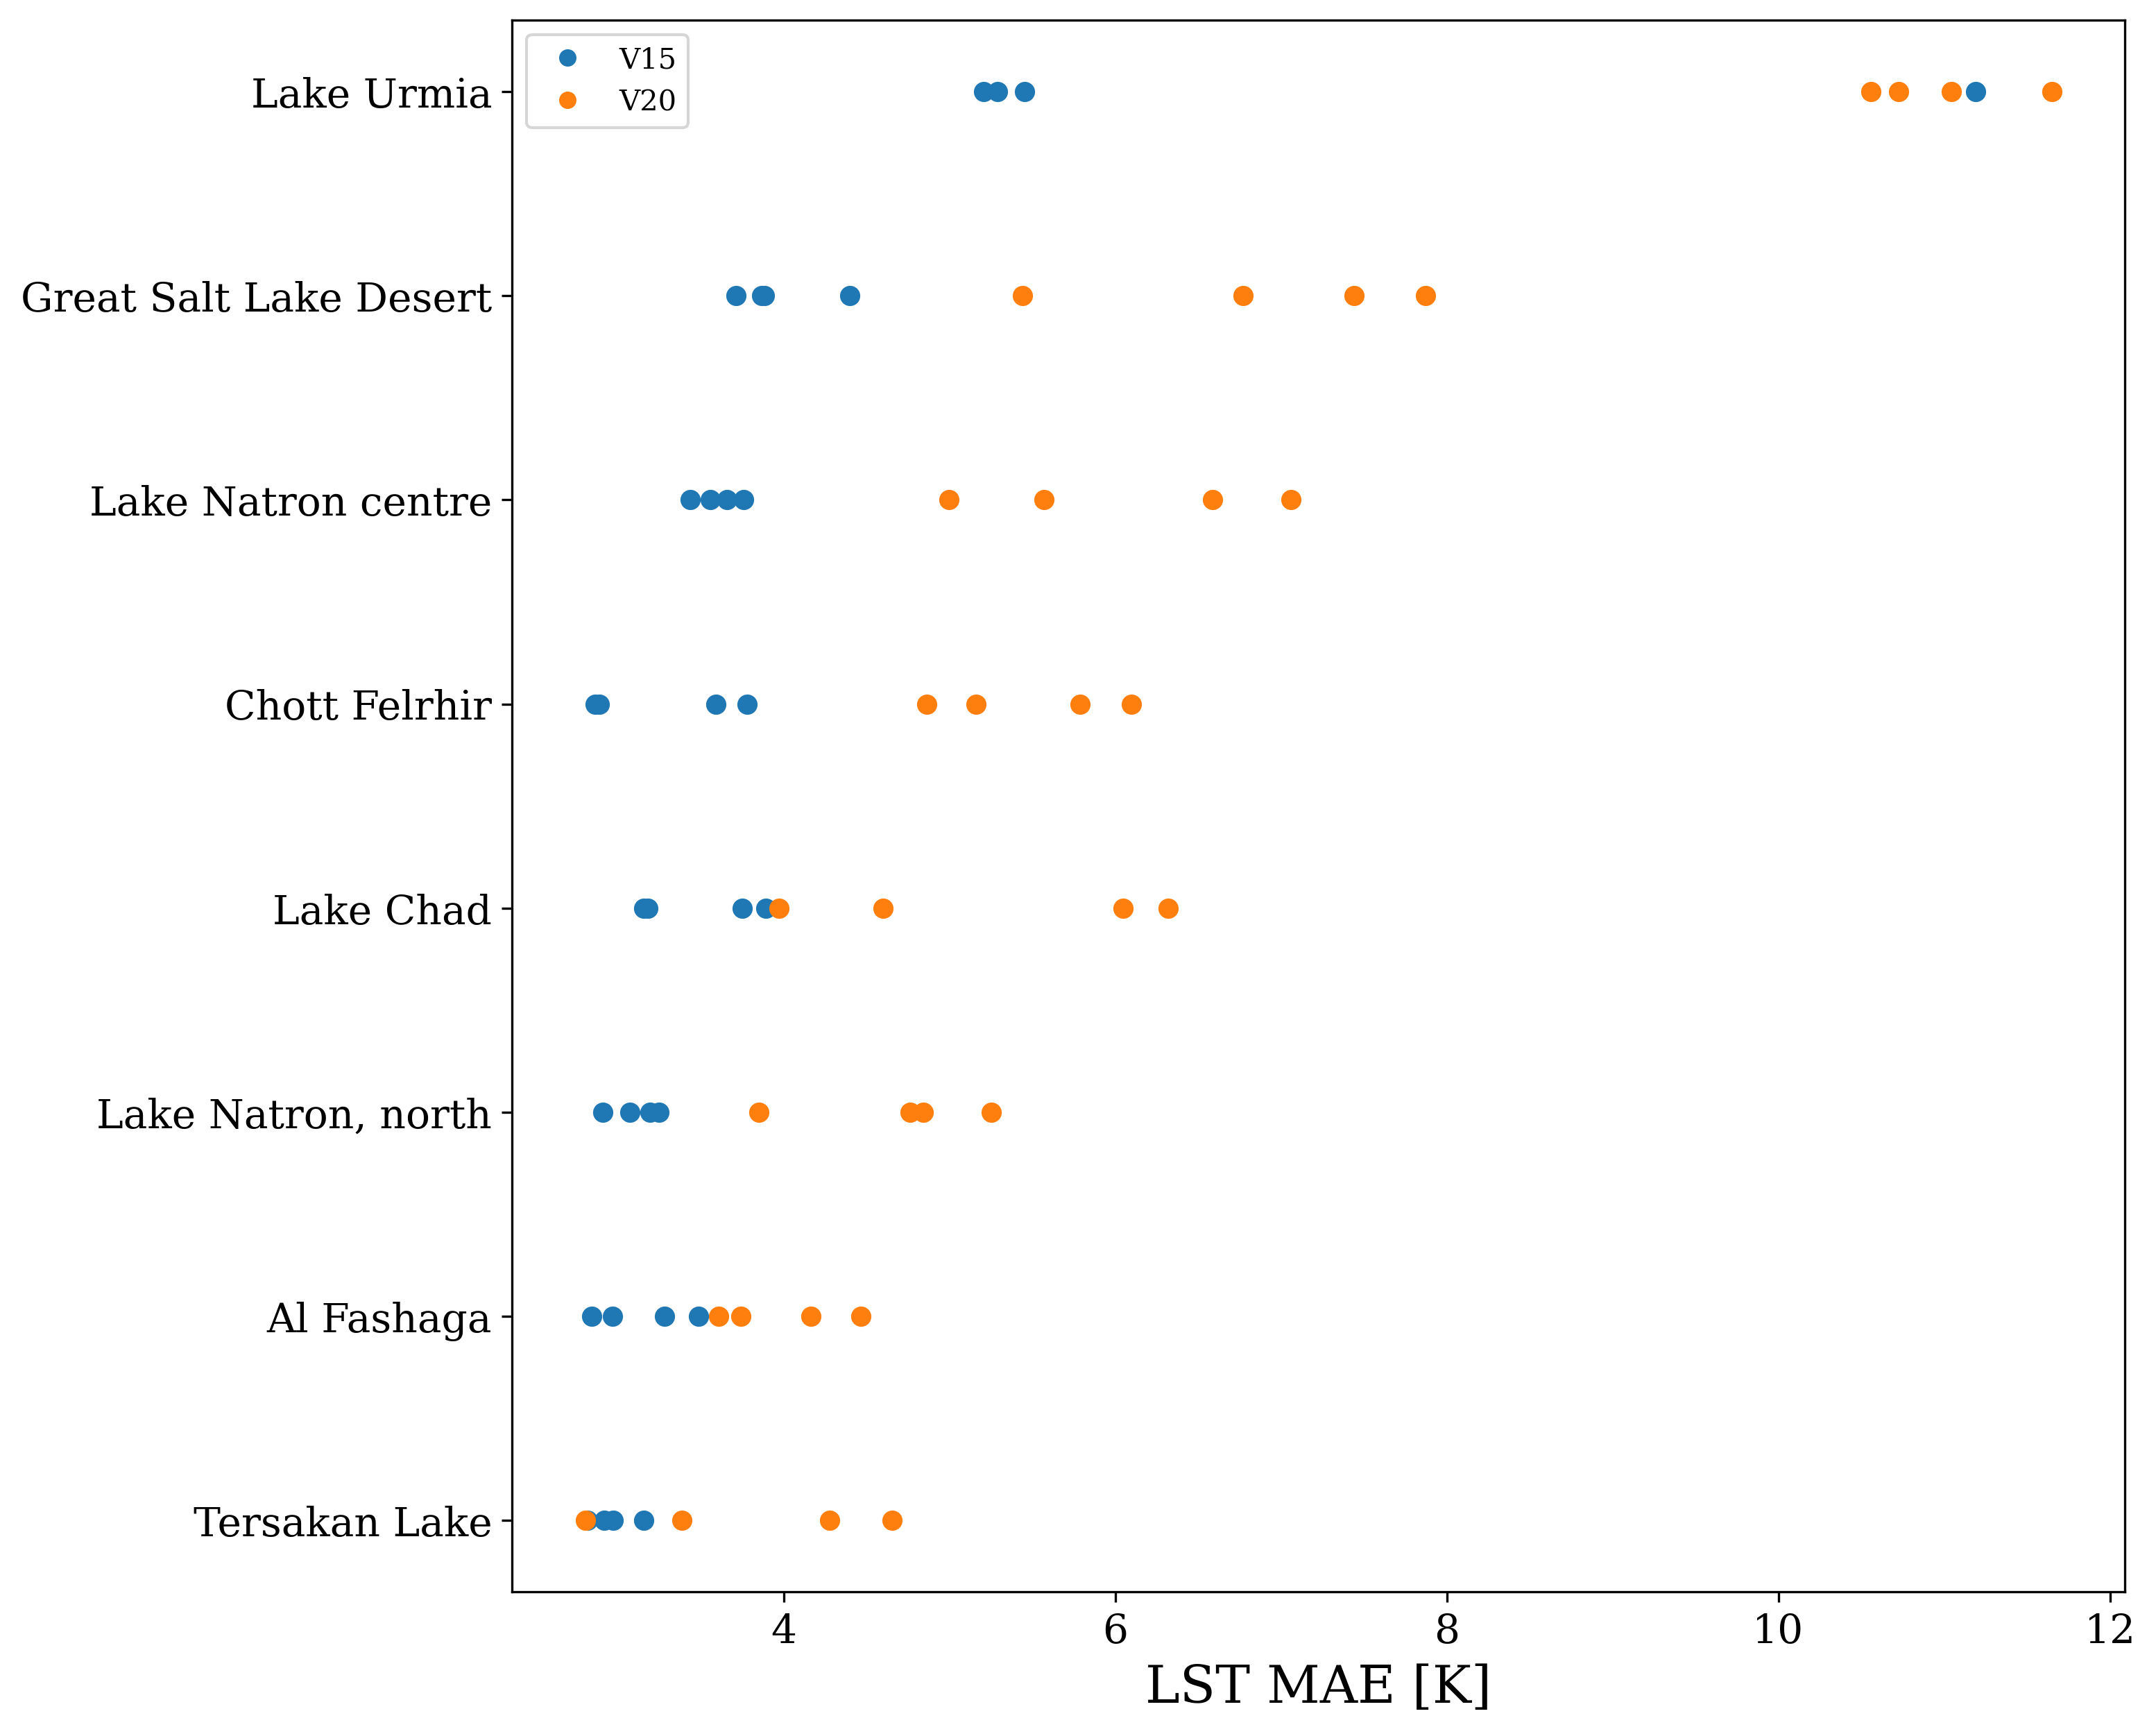 V15
V20
Lake Urmia
Great Salt Lake Desert
Lake Natron centre
Chott Felrhir
Lake Chad
Lake Natron, north
Al Fashaga
Tersakan Lake
4 6 8 10 12
LST MAE [K]